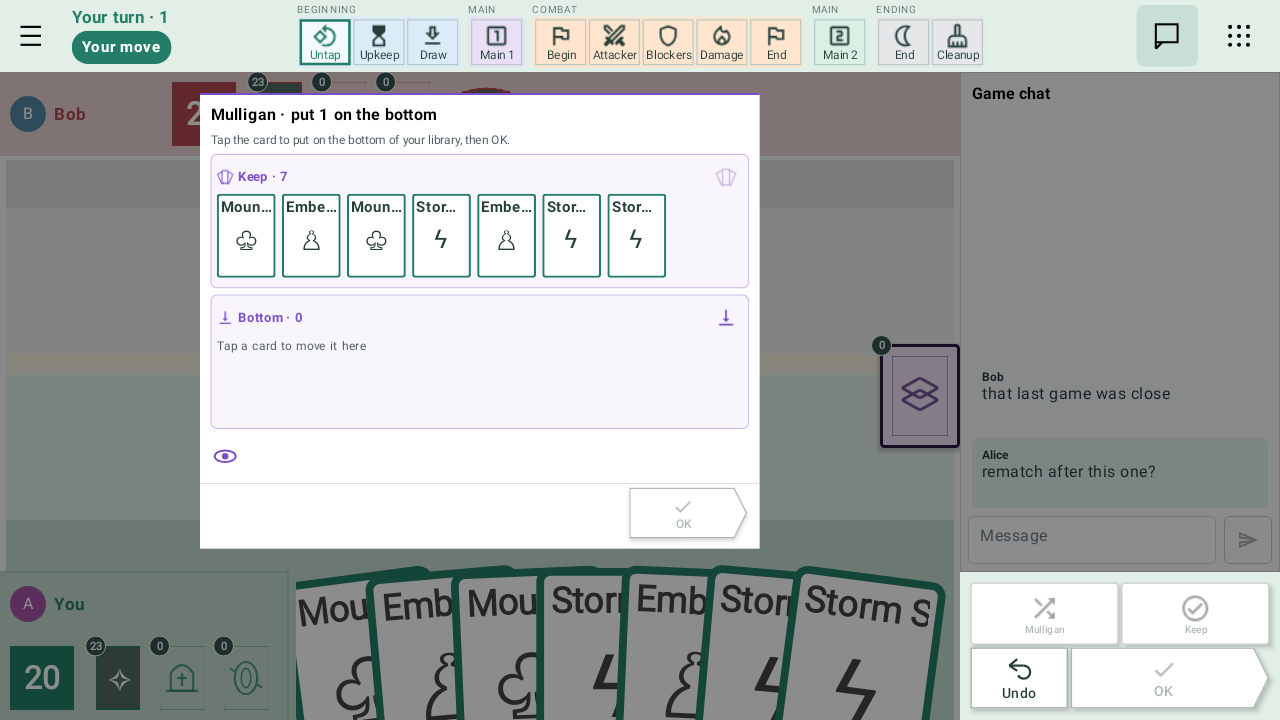 Your turn · 1
Your move
BEGINNING
Untap
Upkeep
Draw
MAIN
Main 1
COMBAT
Begin
Attacker
Blockers
Damage
End
MAIN
Main 2
ENDING
End
Cleanup
B
Bob
23
0
0
Game chat
Mulligan · put 1 on the bottom
Tap the card to put on the bottom of your library, then OK.
Keep · 7
Moun…
Embe…
Moun…
Stor…
Embe…
Stor…
Stor…
Bottom · 0
Tap a card to move it here
OK
0
Bob
that last game was close
Alice
rematch after this one?
Message
A
You
20
23
0
0
Mou
Emb
Mou
Storm
Emb
Stor
Storm S
Mulligan
Keep
Undo
OK